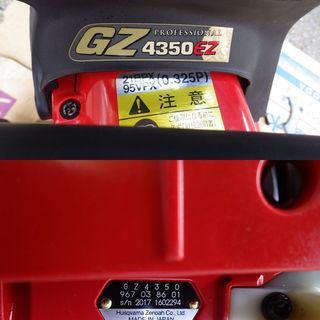 PROFESSIONAL
GZ 4350 EZ
21BPX (0.325P)
95VPX
注意
GZ4350
967 03 86 01
s/n 2017 1602294
Husqvarna Zenoah Co., Ltd.
MADE IN JAPAN